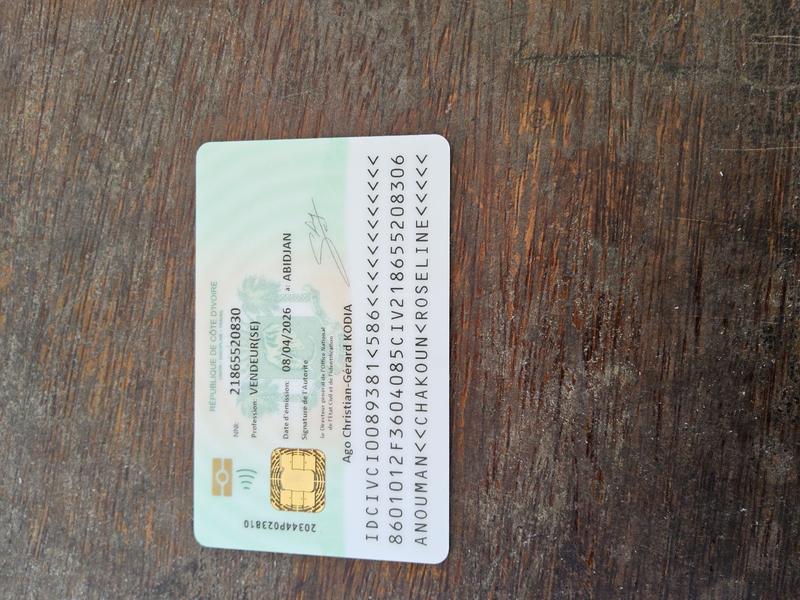 RÉPUBLIQUE DE CÔTE D'IVOIRE
NNI: 21865520830
Profession: VENDEUR(SE)
Date d'émission: 08/04/2026 à: ABIDJAN
Signature de l'Autorité
le Directeur général de l'Office National
de l'État Civil et de l'Identification
Ago Christian-Gérard KODIA
20344P023810
IDCIVCI0089381<586<<<<<<<<<<<<
8601012F3604085CIV218655208306
ANOUMAN<<CHAKOUN<ROSELINE<<<<<